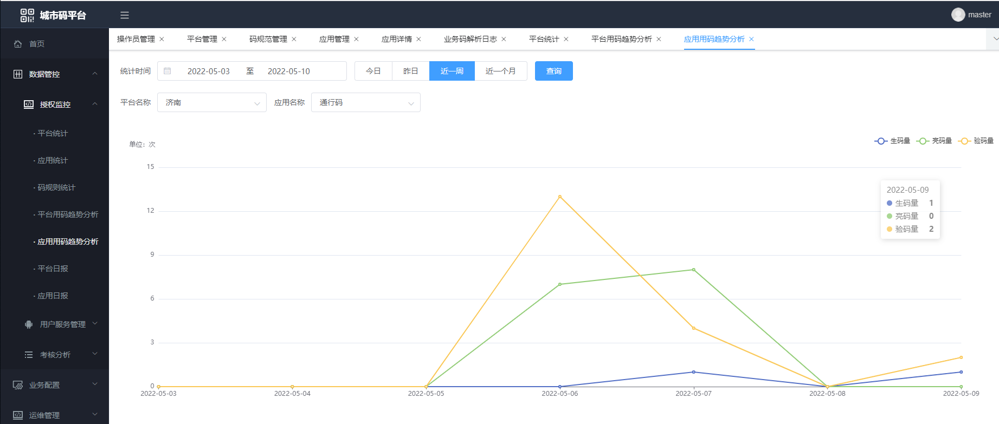 城市码平台
master
首页
数据管控
授权监控
· 平台统计
· 应用统计
· 码规则统计
· 平台用码趋势分析
· 应用用码趋势分析
· 平台日报
· 应用日报
用户服务管理
考核分析
业务配置
运维管理
操作员管理 × 平台管理 × 码规范管理 × 应用管理 × 应用详情 × 业务码解析日志 × 平台统计 × 平台用码趋势分析 × 应用用码趋势分析 ×
统计时间 2022-05-03 至 2022-05-10 今日 昨日 近一周 近一个月 查询
平台名称 济南 应用名称 通行码
单位：次
生码量 亮码量 验码量
15
12
9
6
3
0
2022-05-09
生码量 1
亮码量 0
验码量 2
2022-05-03 2022-05-04 2022-05-05 2022-05-06 2022-05-07 2022-05-08 2022-05-09